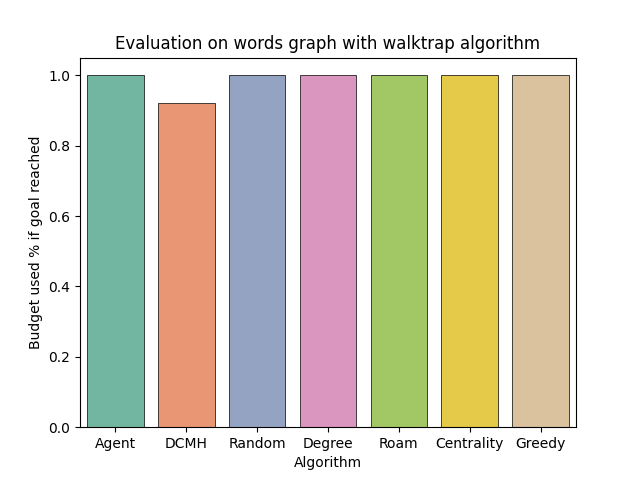 Evaluation on words graph with walktrap algorithm
Budget used % if goal reached
1.0
0.8
0.6
0.4
0.2
0.0
Agent DCMH Random Degree Roam Centrality Greedy
Algorithm